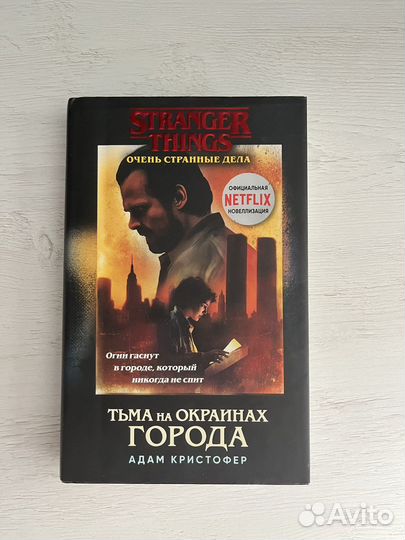 STRANGER
THINGS
ОЧЕНЬ СТРАННЫЕ ДЕЛА
ОФИЦИАЛЬНАЯ
NETFLIX
НОВЕЛЛИЗАЦИЯ
Огни гаснут
в городе, который
никогда не спит
ТЬМА НА ОКРАИНАХ
ГОРОДА
АДАМ КРИСТОФЕР
Avito